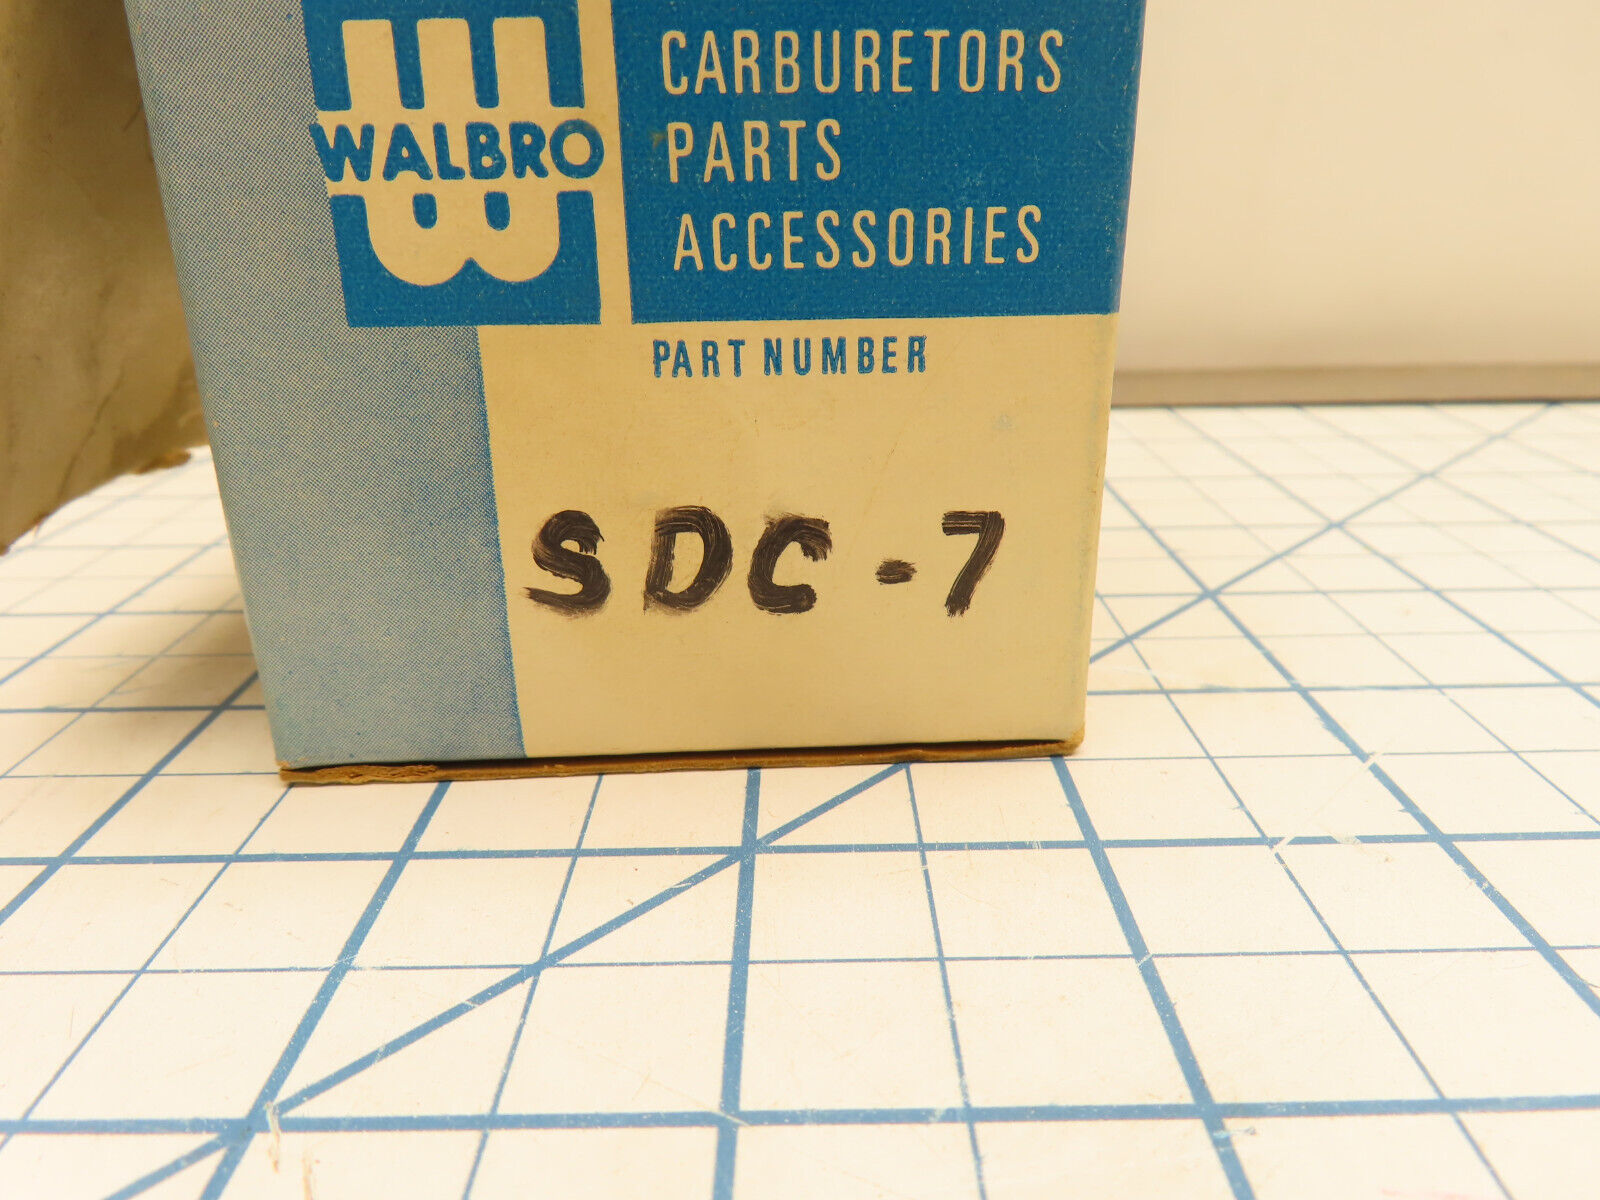 WALBRO
CARBURETORS
PARTS
ACCESSORIES
PART NUMBER
SDC-7